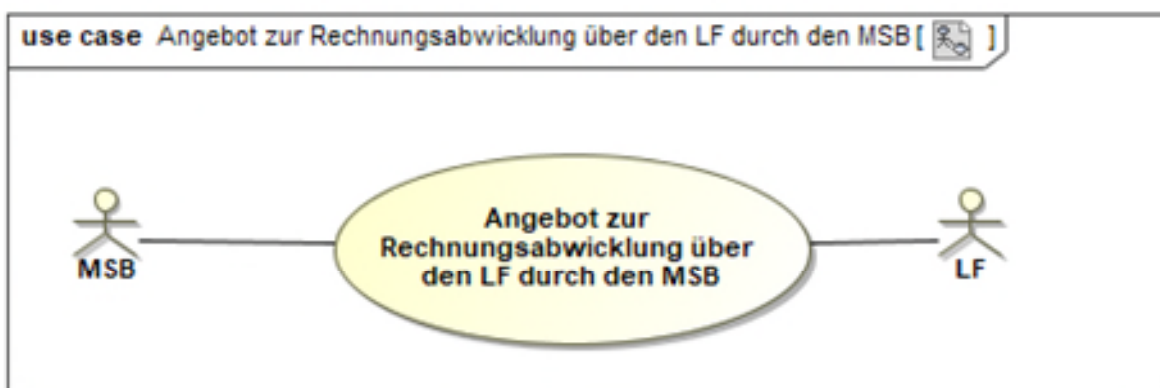 use case Angebot zur Rechnungsabwicklung über den LF durch den MSB [ ]
Angebot zur
Rechnungsabwicklung über
den LF durch den MSB
MSB
LF